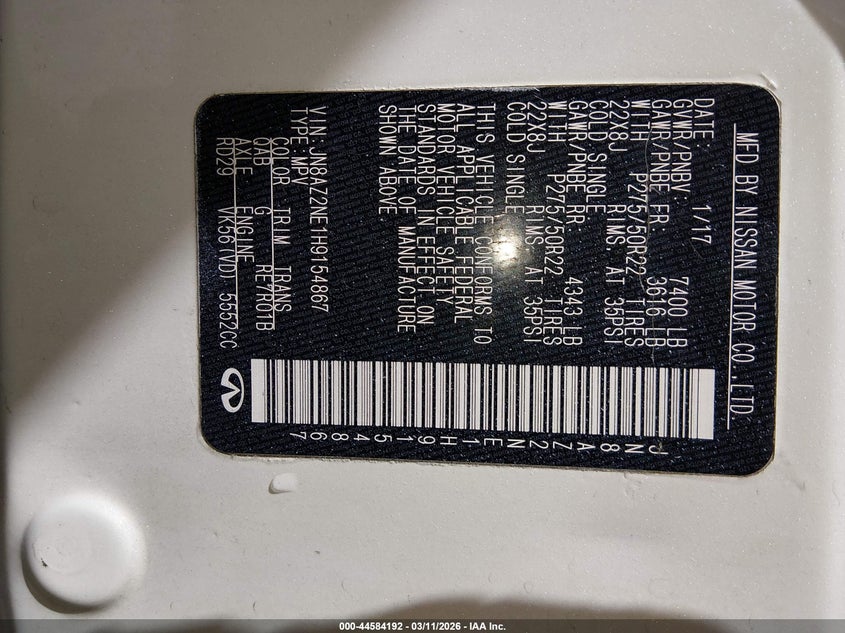 MFD BY NISSAN MOTOR CO.,LTD.
DATE: 1/17
GVWR/PNBV: 7400 LB
GAWR/PNBE FR: 3616 LB
WITH P275/50R22 TIRES
22X8J RIMS AT 35PSI
COLD SINGLE
GAWR/PNBE RR: 4343 LB
WITH P275/50R22 TIRES
22X8J RIMS AT 35PSI
COLD SINGLE
THIS VEHICLE CONFORMS TO
ALL APPLICABLE FEDERAL
MOTOR VEHICLE SAFETY
STANDARDS IN EFFECT ON
THE DATE OF MANUFACTURE
SHOWN ABOVE
VIN: JN8AZ2NE1H9154867
TYPE: MPV
COLOR TRIM TRANS
QAB G RE7R01B
AXLE ENGINE
RD29 VK56(VD) 5552CC
JN8AZ2NE1H9154867
000-44584192 - 03/11/2026 - IAA Inc.